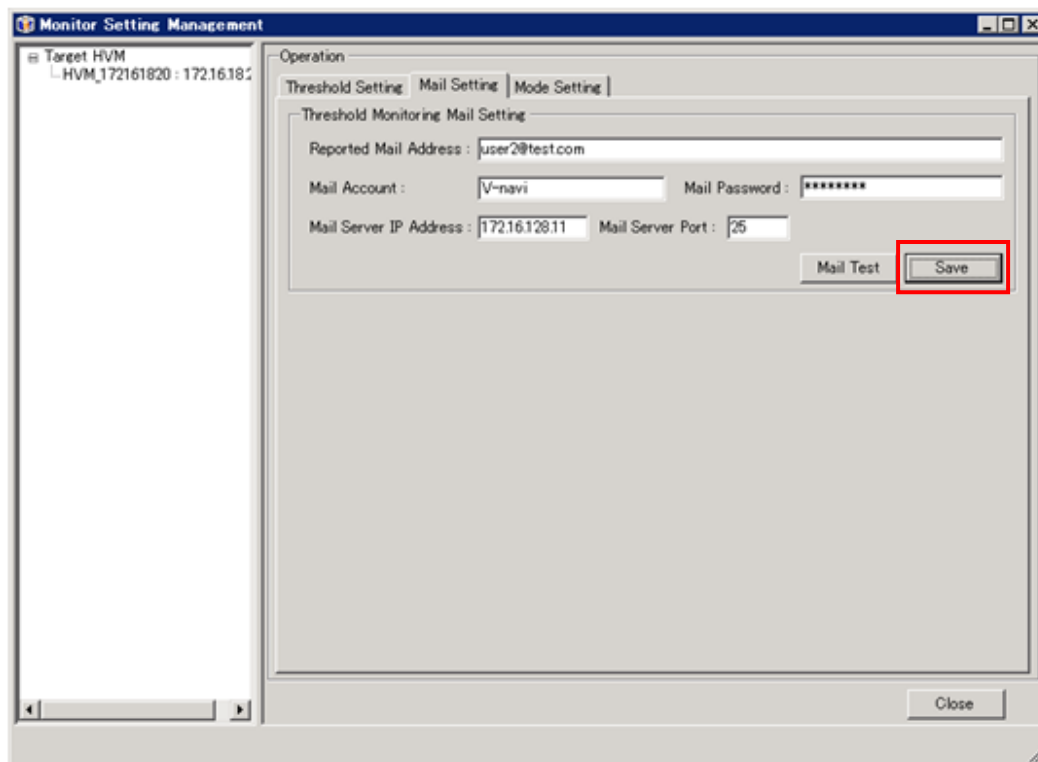 Monitor Setting Management
Target HVM
HVM_172161820 : 172.16.18.2
Operation
Threshold Setting Mail Setting Mode Setting
Threshold Monitoring Mail Setting
Reported Mail Address : user2@test.com
Mail Account : V-navi Mail Password : ********
Mail Server IP Address : 172.16.128.11 Mail Server Port : 25
Mail Test Save
Close